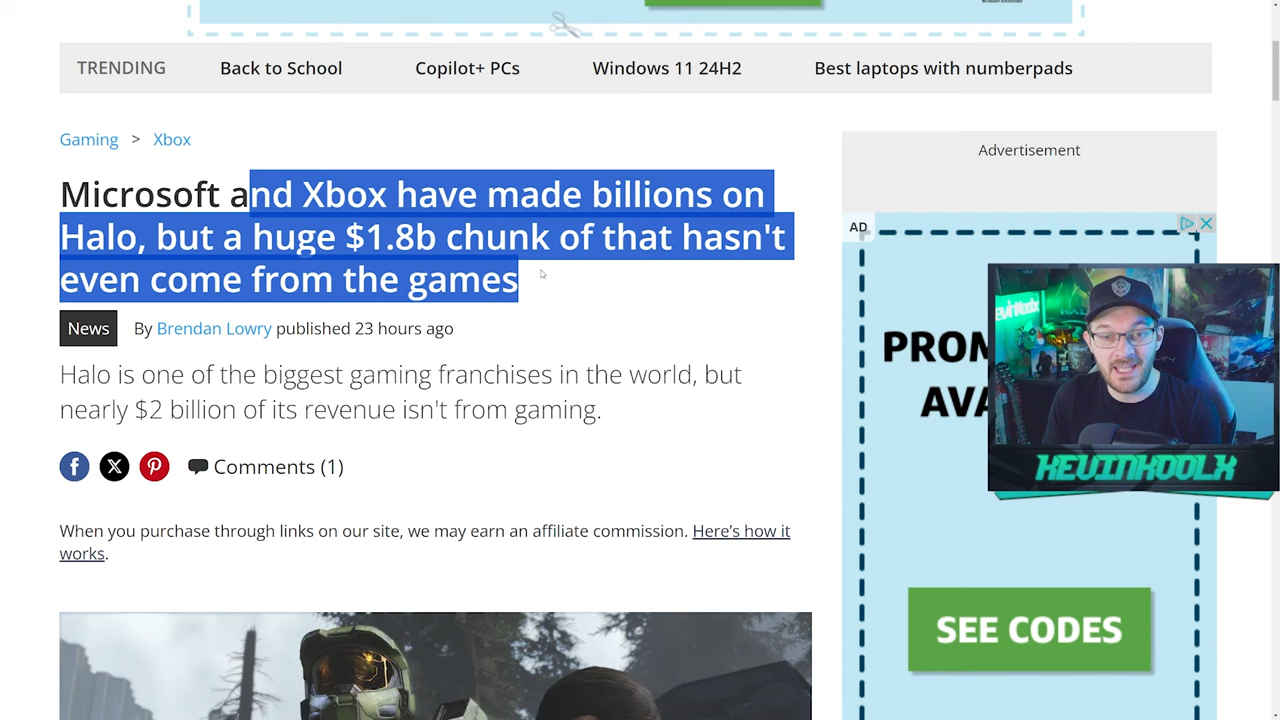 TRENDING Back to School Copilot+ PCs Windows 11 24H2 Best laptops with numberpads
Gaming > Xbox
Microsoft and Xbox have made billions on
Halo, but a huge $1.8b chunk of that hasn't
even come from the games
News By Brendan Lowry published 23 hours ago
Halo is one of the biggest gaming franchises in the world, but
nearly $2 billion of its revenue isn't from gaming.
Comments (1)
When you purchase through links on our site, we may earn an affiliate commission. Here's how it
works.
Advertisement
AD
PROM
AVA
KEVINKOOLX
SEE CODES